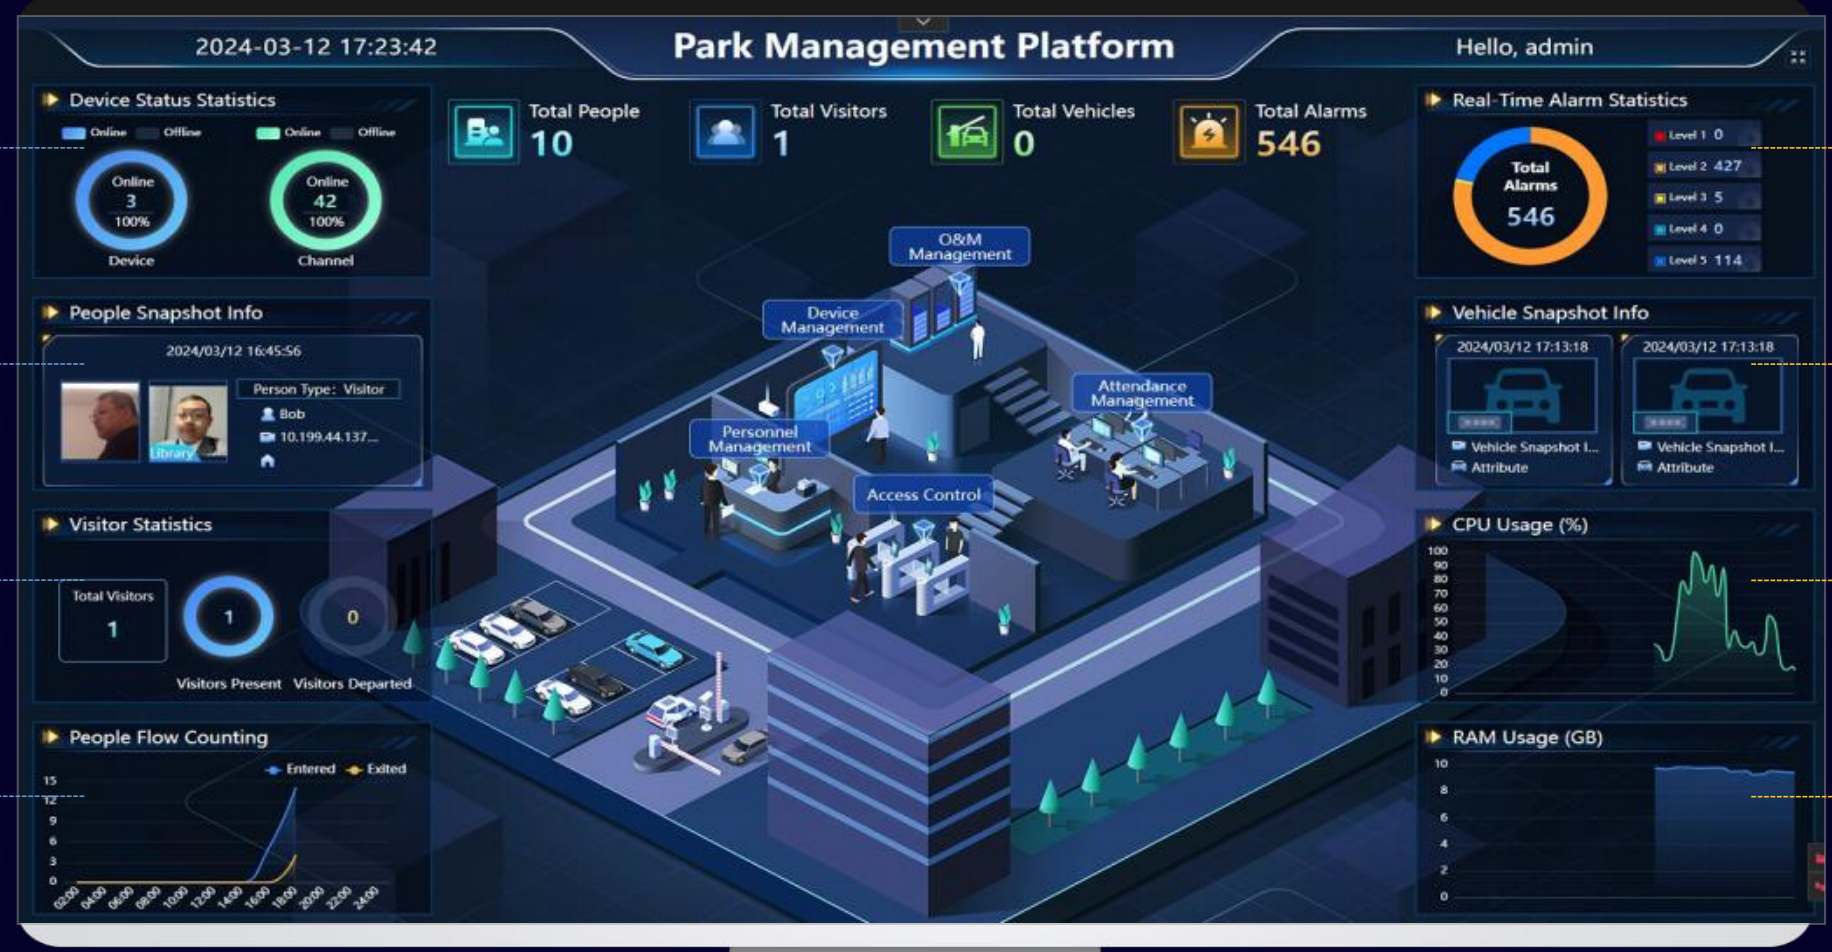 2024-03-12 17:23:42
Park Management Platform
Hello, admin
Device Status Statistics
Online Offline
Online Offline
Online
3
100%
Device
Online
42
100%
Channel
Total People
10
Total Visitors
1
Total Vehicles
0
Total Alarms
546
Real-Time Alarm Statistics
Total
Alarms
546
Level 1 0
Level 2 427
Level 3 5
Level 4 0
Level 5 114
People Snapshot Info
2024/03/12 16:45:56
Library
Person Type: Visitor
Bob
10.199.44.137...
O&M
Management
Device
Management
Attendance
Management
Personnel
Management
Access Control
Vehicle Snapshot Info
2024/03/12 17:13:18
****
Vehicle Snapshot I...
Attribute
2024/03/12 17:13:18
****
Vehicle Snapshot I...
Attribute
Visitor Statistics
Total Visitors
1
1
Visitors Present
0
Visitors Departed
CPU Usage (%)
100
90
80
70
60
50
40
30
20
10
0
People Flow Counting
Entered Exited
15
12
9
6
3
0
02:00 04:00 06:00 08:00 10:00 12:00 14:00 16:00 18:00 20:00 22:00 24:00
RAM Usage (GB)
10
8
6
4
2
0